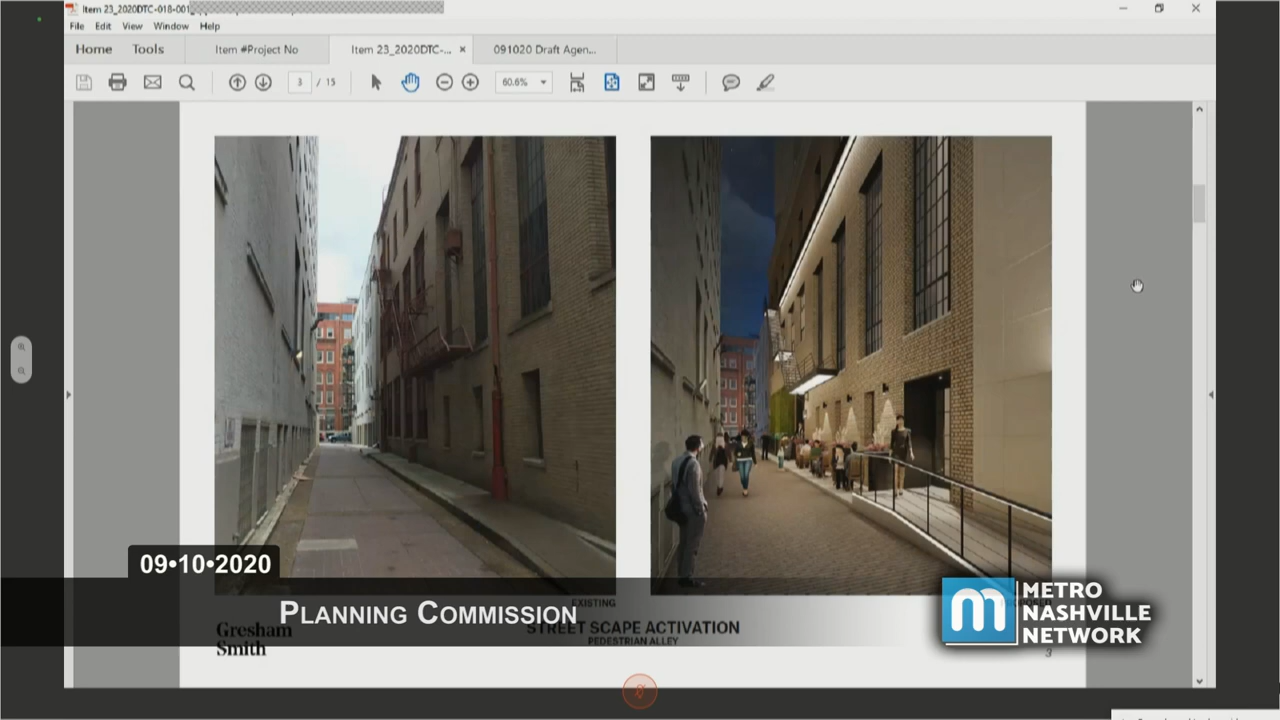 Item 23_2020DTC-018-001_
File Edit View Window Help
Home Tools Item #Project No Item 23_2020DTC-... × 091020 Draft Agen...
3 / 15 60.6%
09•10•2020
PLANNING COMMISSION
EXISTING
Gresham
Smith
STREET SCAPE ACTIVATION
PEDESTRIAN ALLEY
3
m METRO
NASHVILLE
NETWORK